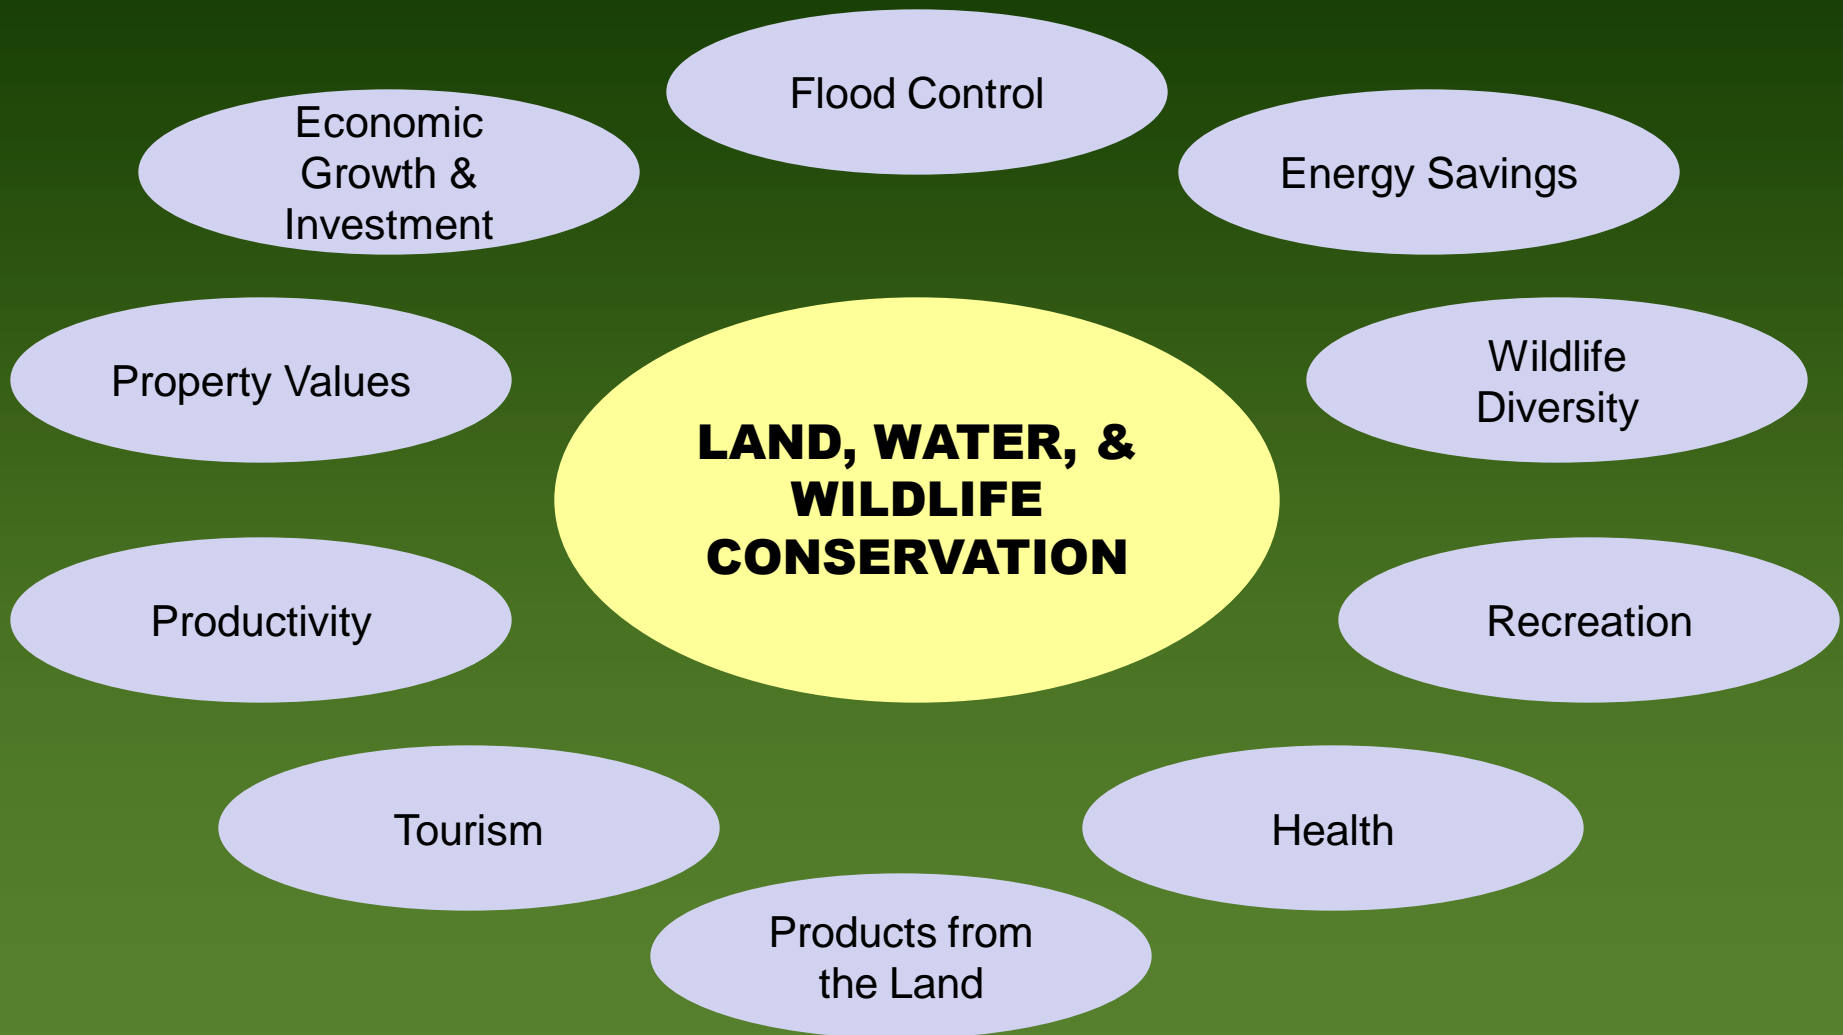 Flood Control
Economic
Growth &
Investment
Energy Savings
Property Values
Wildlife
Diversity
LAND, WATER, &
WILDLIFE
CONSERVATION
Productivity
Recreation
Tourism
Health
Products from
the Land